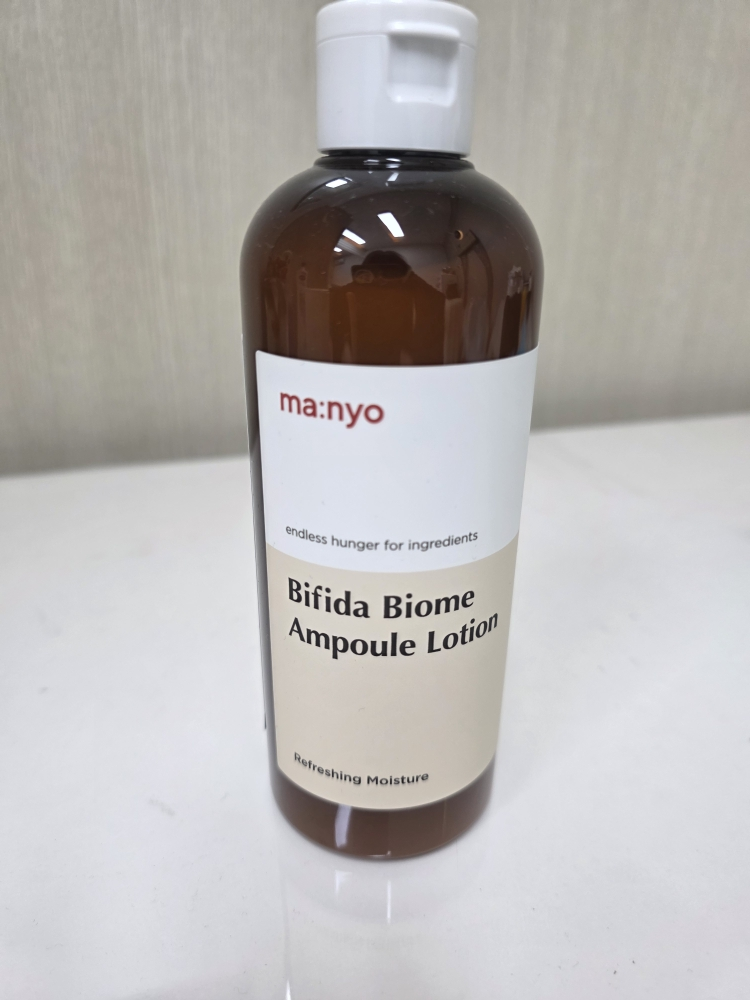 ma:nyo
endless hunger for ingredients
Bifida Biome
Ampoule Lotion
Refreshing Moisture